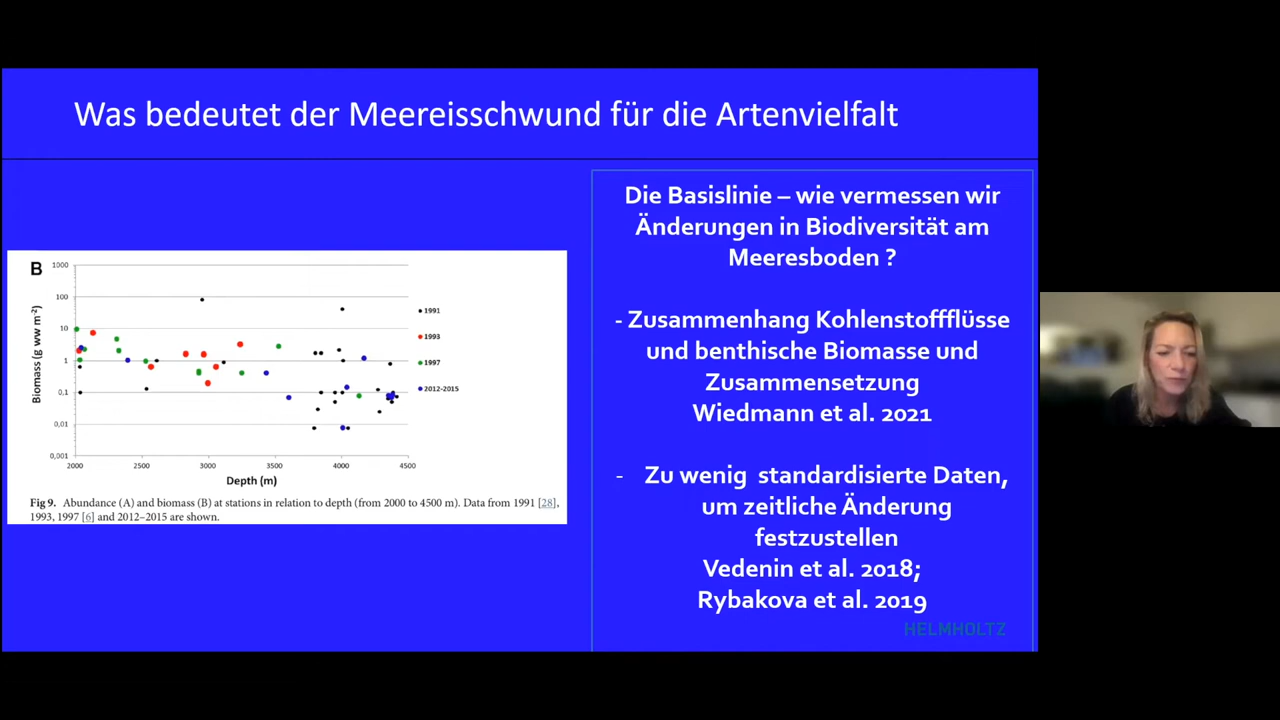 Was bedeutet der Meereisschwund für die Artenvielfalt
B
Biomass (g ww m-2)
1000
100
10
1
0,1
0,01
0,001
2000 2500 3000 3500 4000 4500
Depth (m)
1991
1993
1997
2012-2015
Fig 9. Abundance (A) and biomass (B) at stations in relation to depth (from 2000 to 4500 m). Data from 1991 [28],
1993, 1997 [6] and 2012–2015 are shown.
Die Basislinie – wie vermessen wir
Änderungen in Biodiversität am
Meeresboden ?
- Zusammenhang Kohlenstoffflüsse
und benthische Biomasse und
Zusammensetzung
Wiedmann et al. 2021
- Zu wenig standardisierte Daten,
um zeitliche Änderung
festzustellen
Vedenin et al. 2018;
Rybakova et al. 2019
HELMHOLTZ